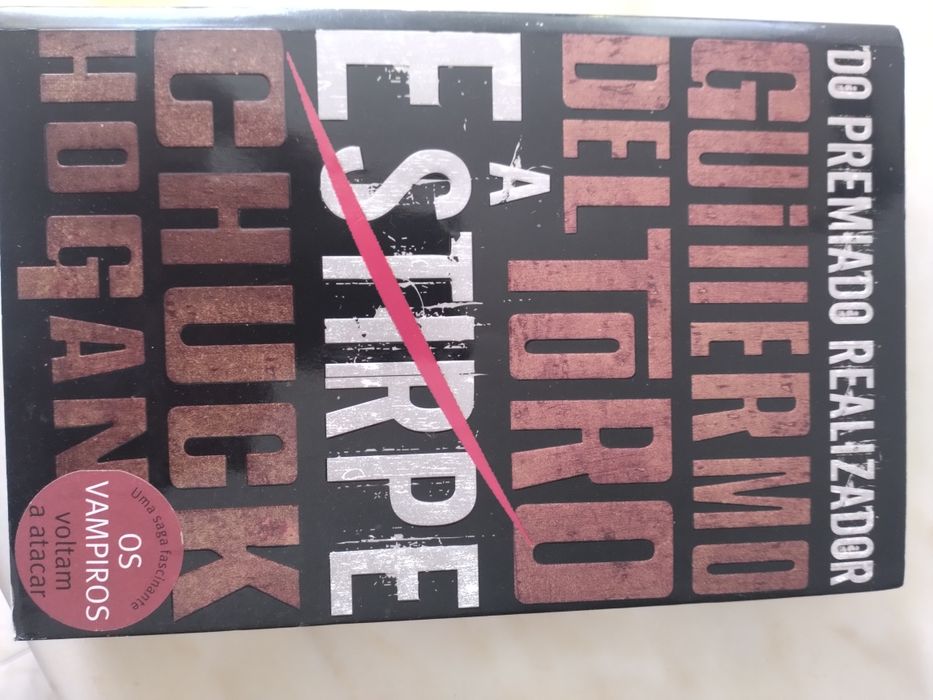 DO PREMIADO REALIZADOR
GUILLERMO
DEL TORO
A
ESTIRPE
CHUCK
HOGAN
Uma saga fascinante
OS
VAMPIROS
voltam
a atacar